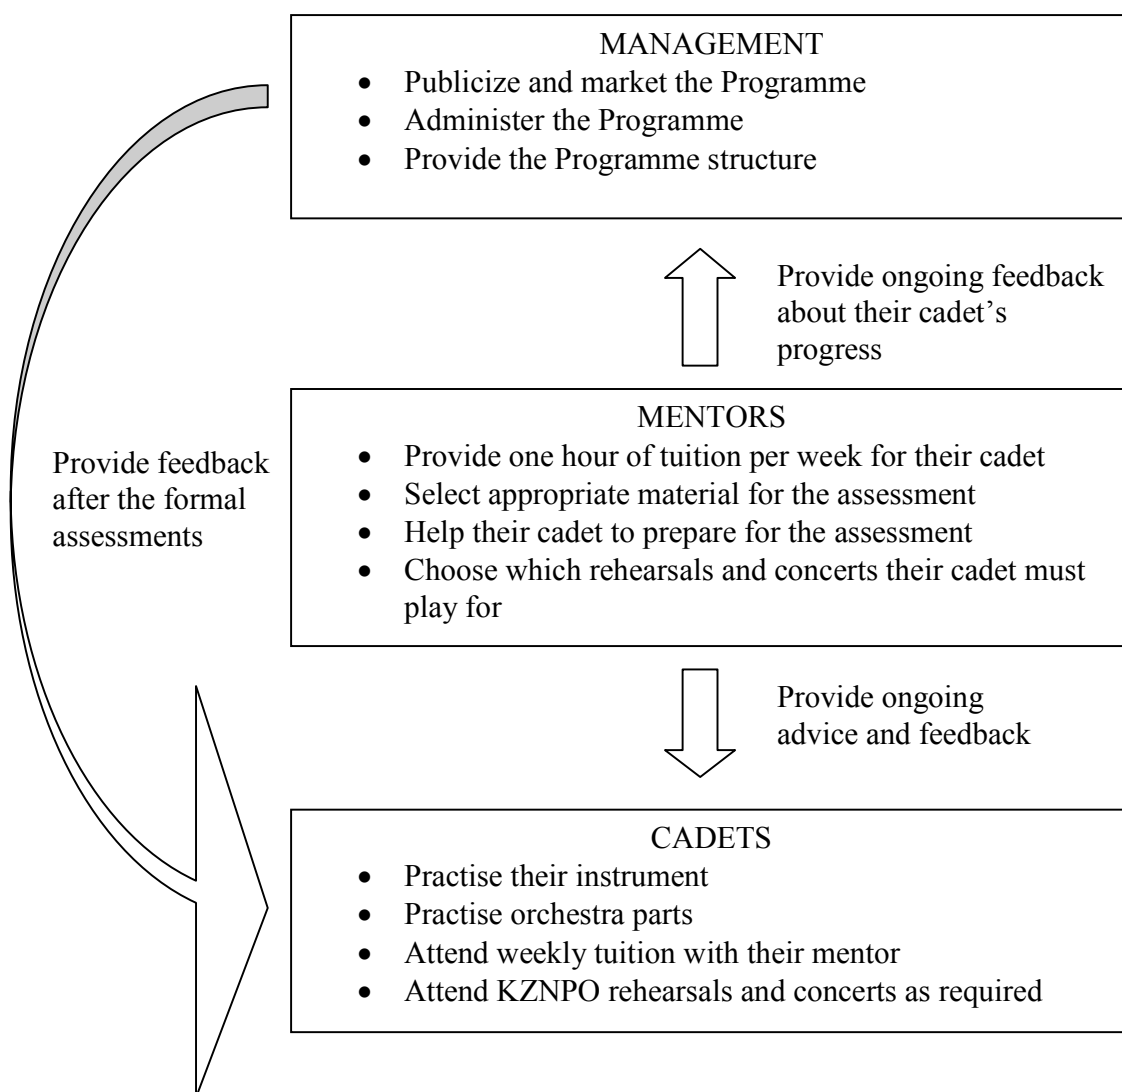 MANAGEMENT
• Publicize and market the Programme
• Administer the Programme
• Provide the Programme structure
Provide ongoing feedback
about their cadet’s
progress
MENTORS
• Provide one hour of tuition per week for their cadet
• Select appropriate material for the assessment
• Help their cadet to prepare for the assessment
• Choose which rehearsals and concerts their cadet must
play for
Provide feedback
after the formal
assessments
Provide ongoing
advice and feedback
CADETS
• Practise their instrument
• Practise orchestra parts
• Attend weekly tuition with their mentor
• Attend KZNPO rehearsals and concerts as required